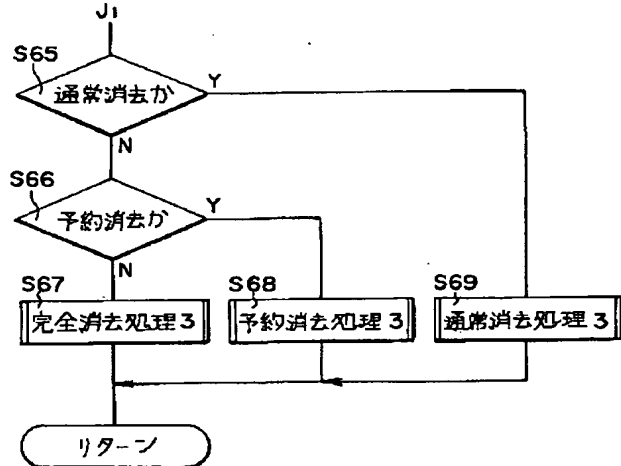 J1
S65
通常消去か
Y
N
S66
予約消去か
Y
N
S67
完全消去処理3
S68
予約消去処理3
S69
通常消去処理3
リターン